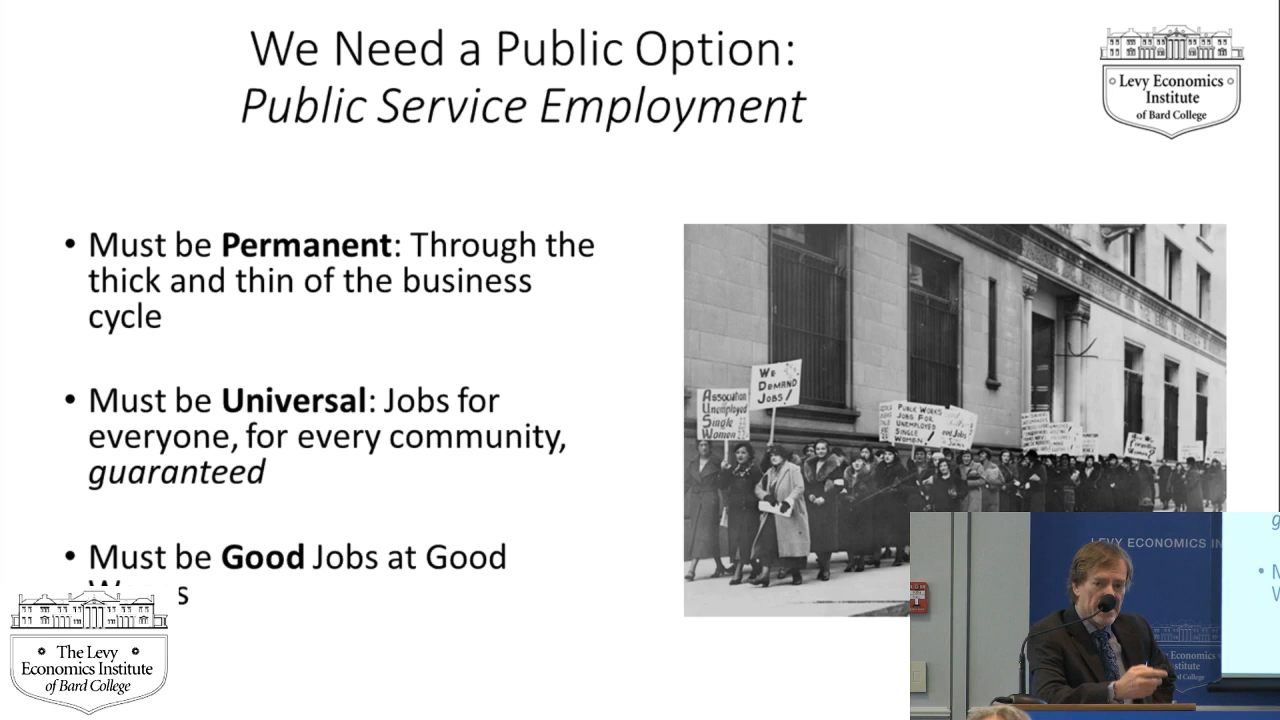 We Need a Public Option:
Public Service Employment
Levy Economics
Institute
of Bard College
• Must be Permanent: Through the
thick and thin of the business
cycle
• Must be Universal: Jobs for
everyone, for every community,
guaranteed
• Must be Good Jobs at Good
WE
DEMAND
JOBS!
ASSOCIATION
UNEMPLOYED
SINGLE
WOMEN
PUBLIC WORKS
JOBS FOR
UNEMPLOYED
SINGLE
WOMEN!
The Levy
Economics Institute
of Bard College
LEVY ECONOMICS IN
Economics
Institute